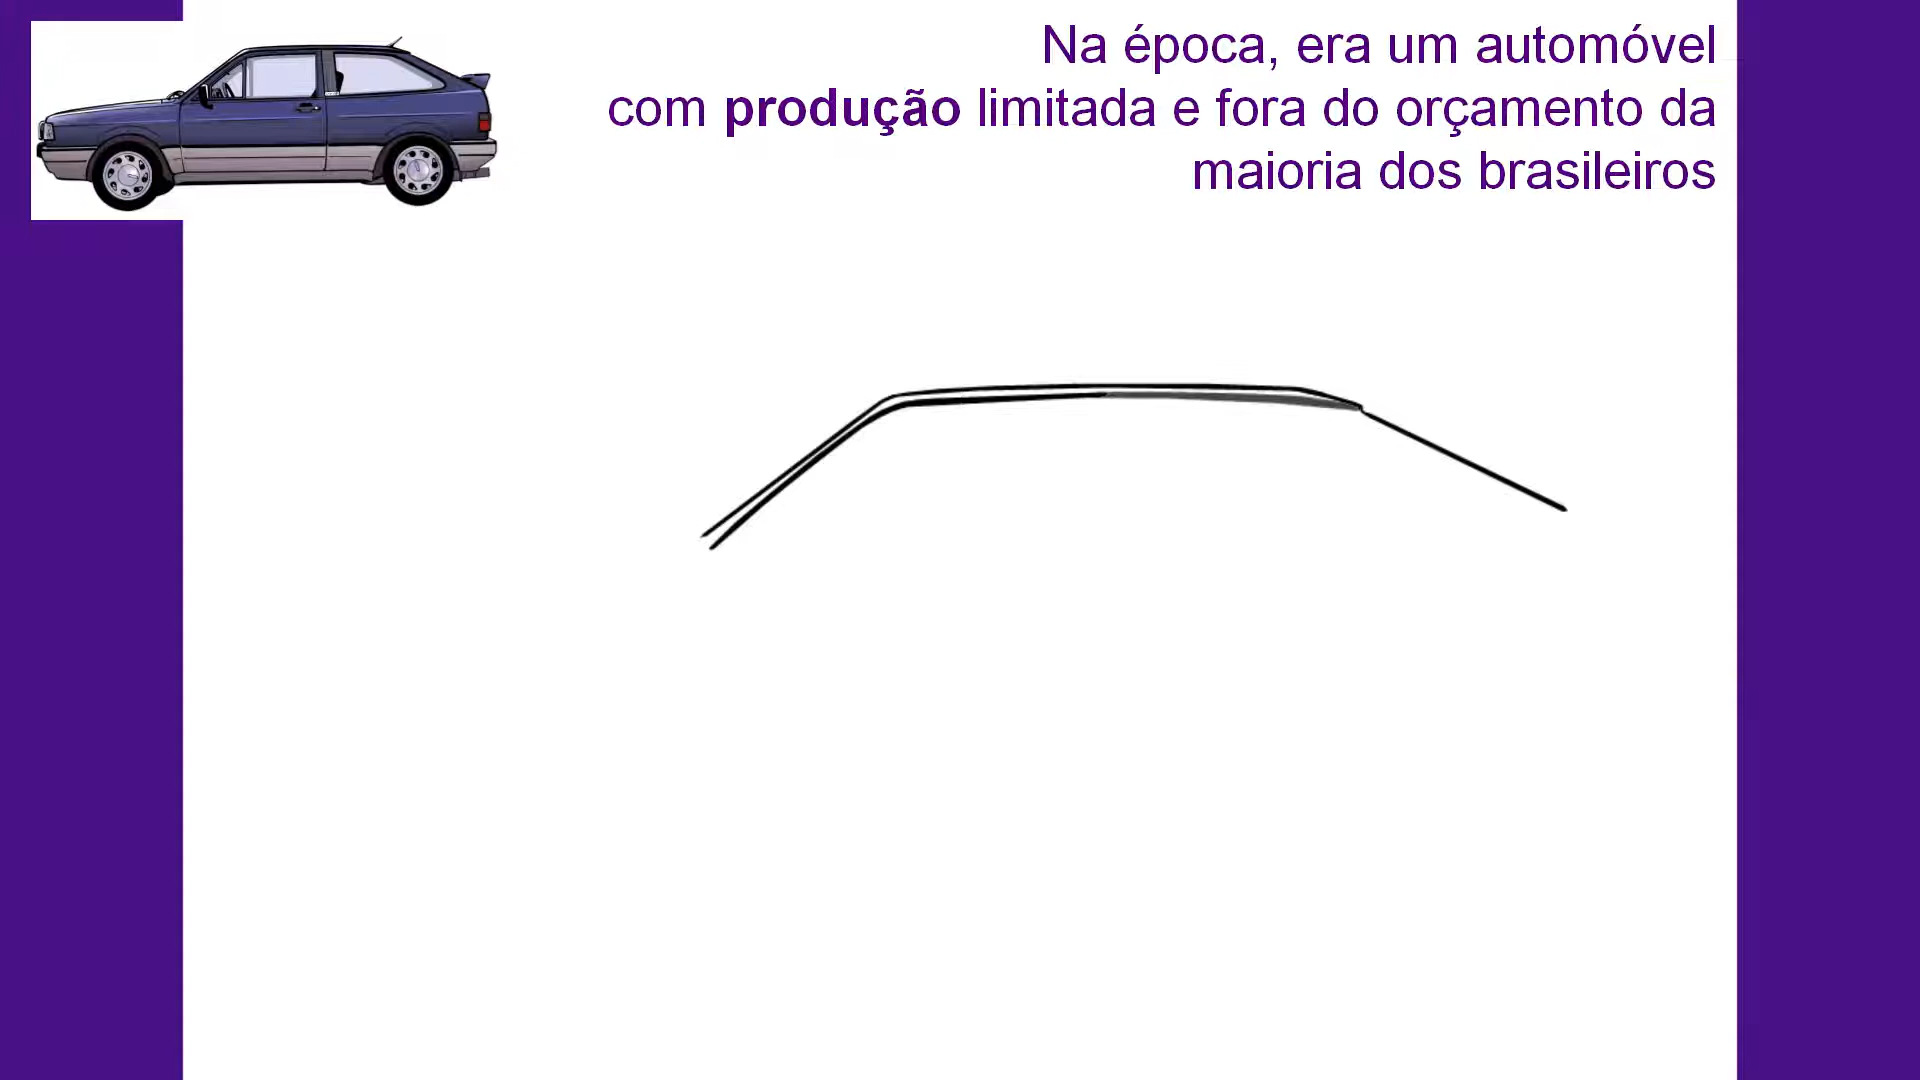 Na época, era um automóvel
com produção limitada e fora do orçamento da
maioria dos brasileiros